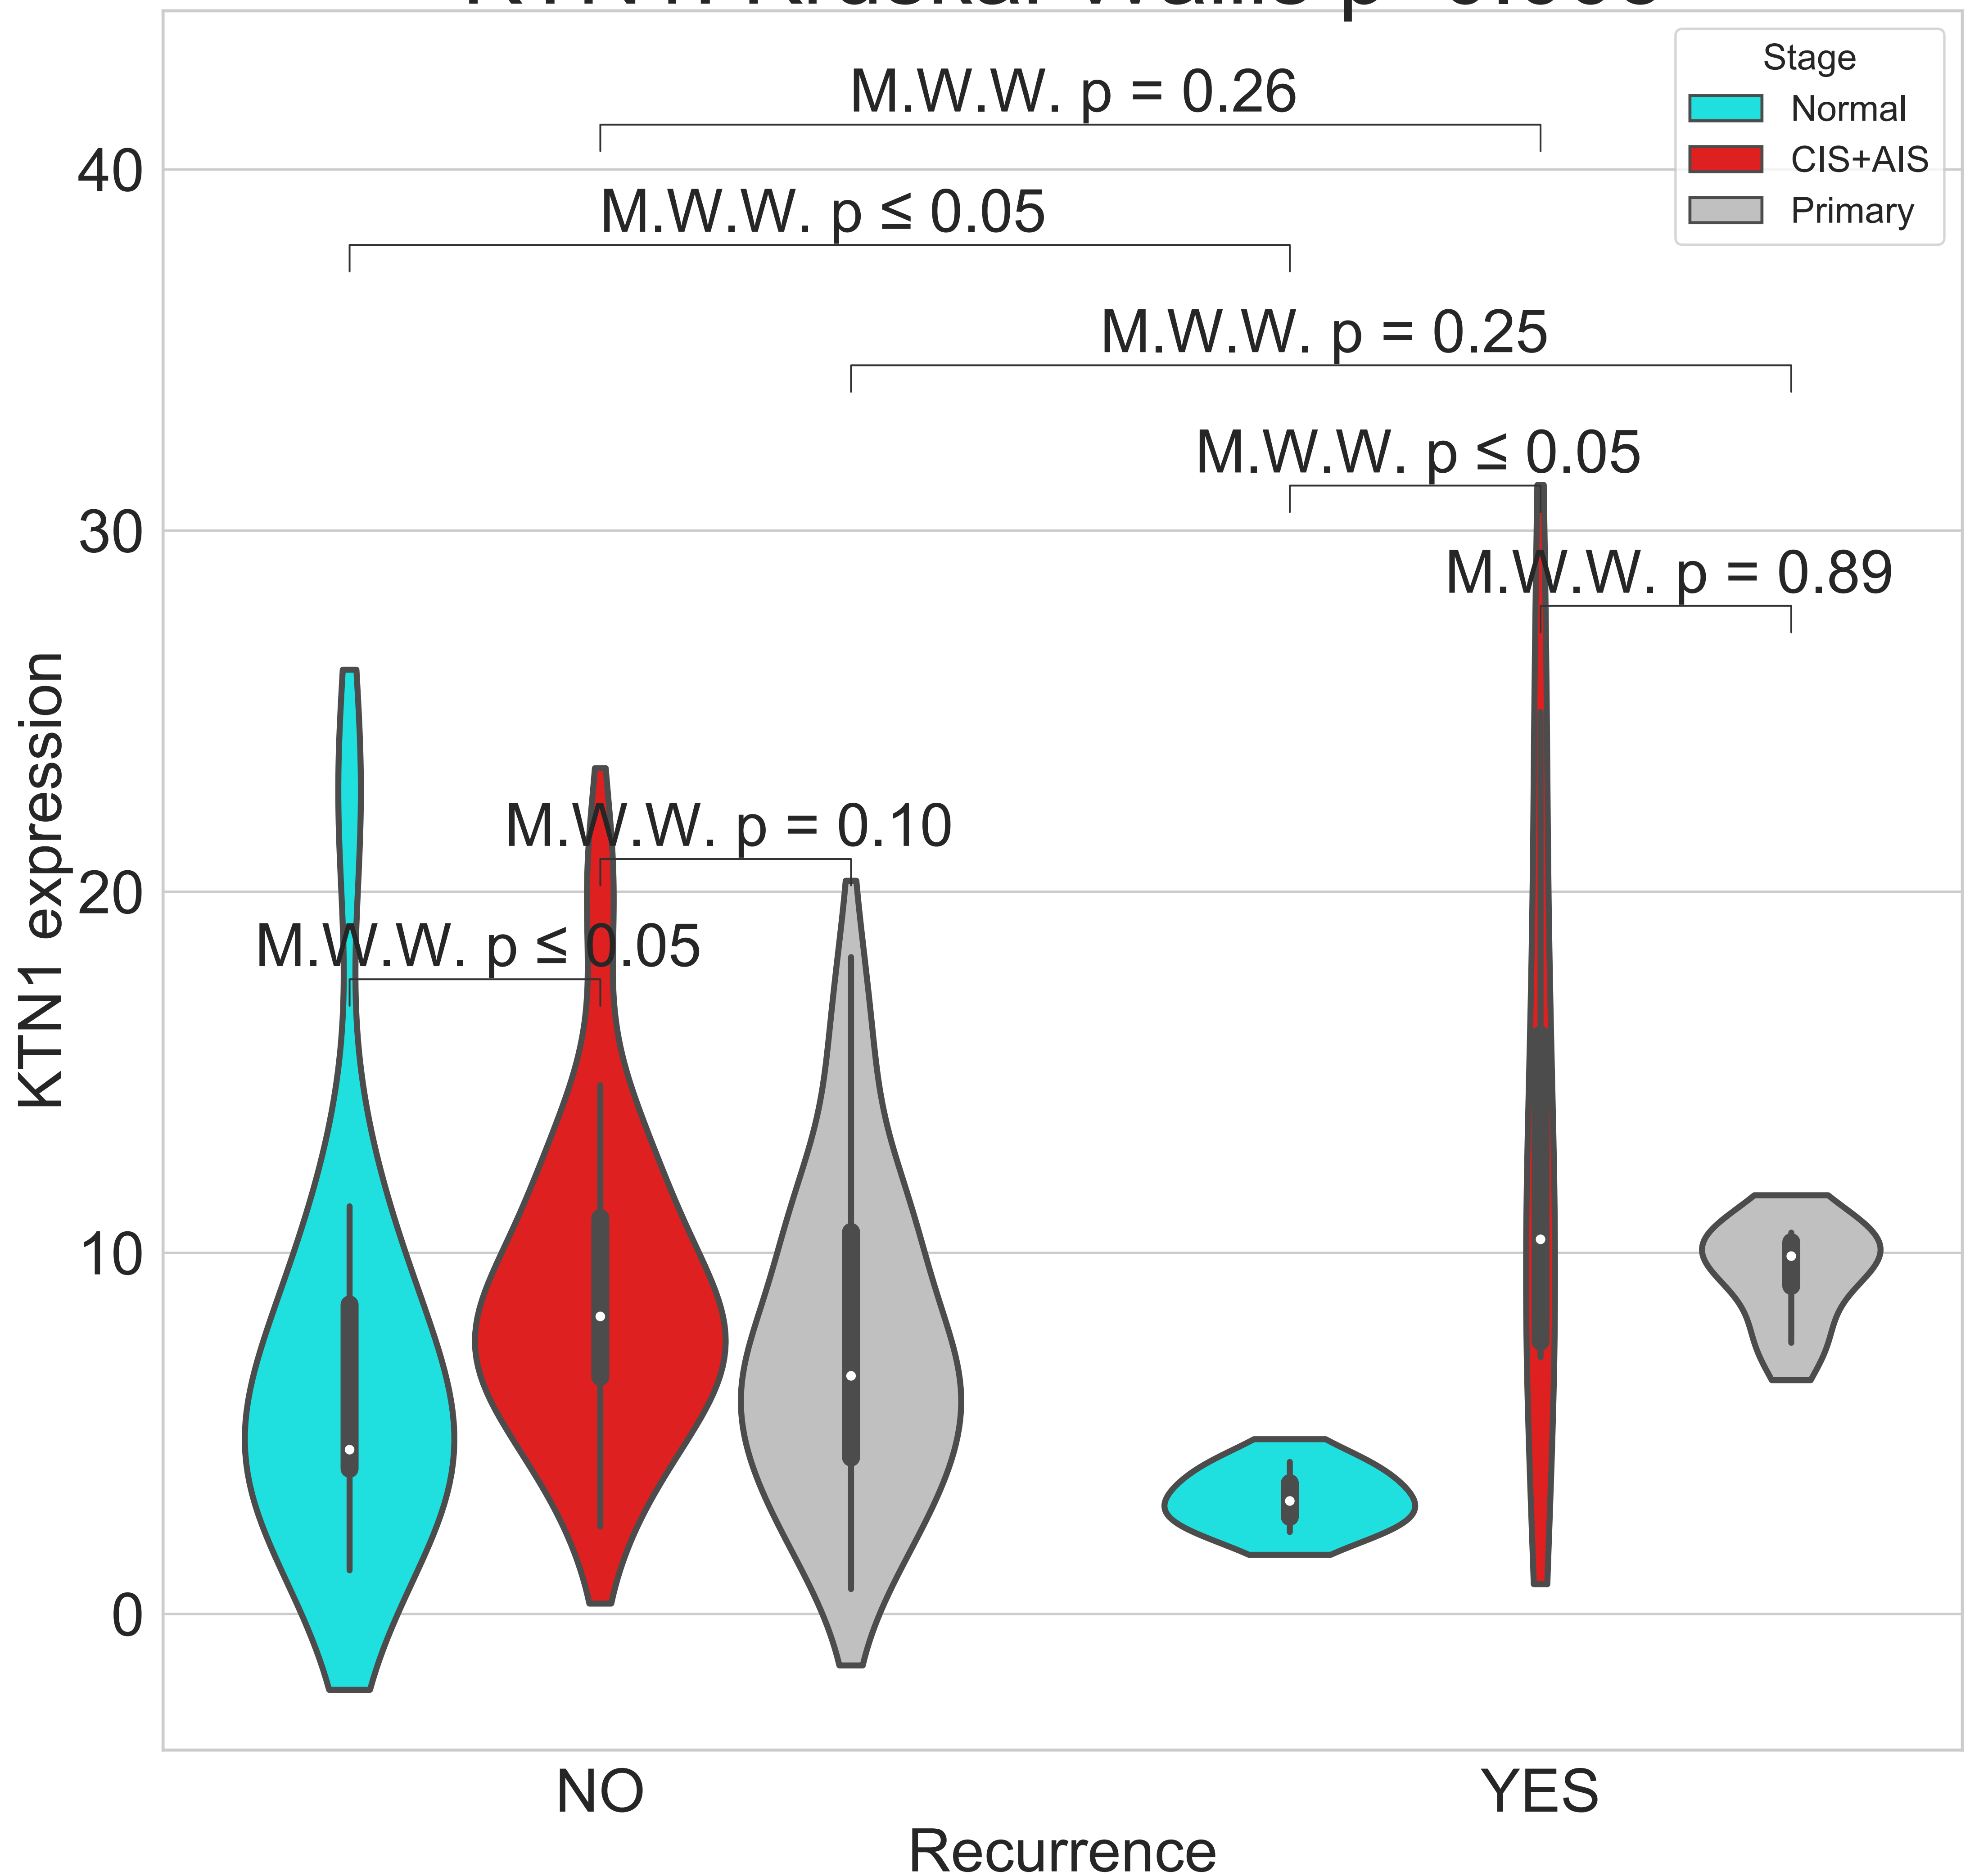 Stage
Normal
CIS+AIS
Primary
M.W.W. p = 0.26
M.W.W. p ≤ 0.05
M.W.W. p = 0.25
M.W.W. p ≤ 0.05
M.W.W. p = 0.89
M.W.W. p = 0.10
M.W.W. p ≤ 0.05
40
30
20
10
0
KTN1 expression
NO
YES
Recurrence